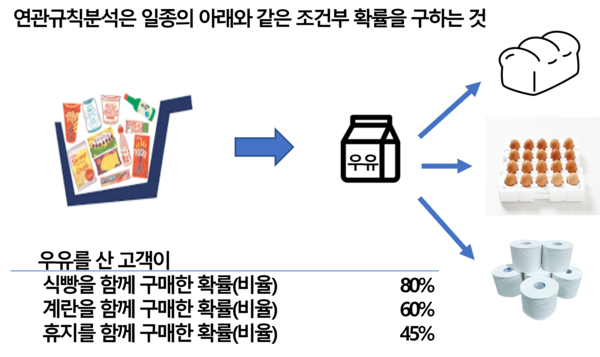 연관규칙분석은 일종의 아래와 같은 조건부 확률을 구하는 것
우유
우유를 산 고객이
식빵을 함께 구매한 확률(비율) 80%
계란을 함께 구매한 확률(비율) 60%
휴지를 함께 구매한 확률(비율) 45%